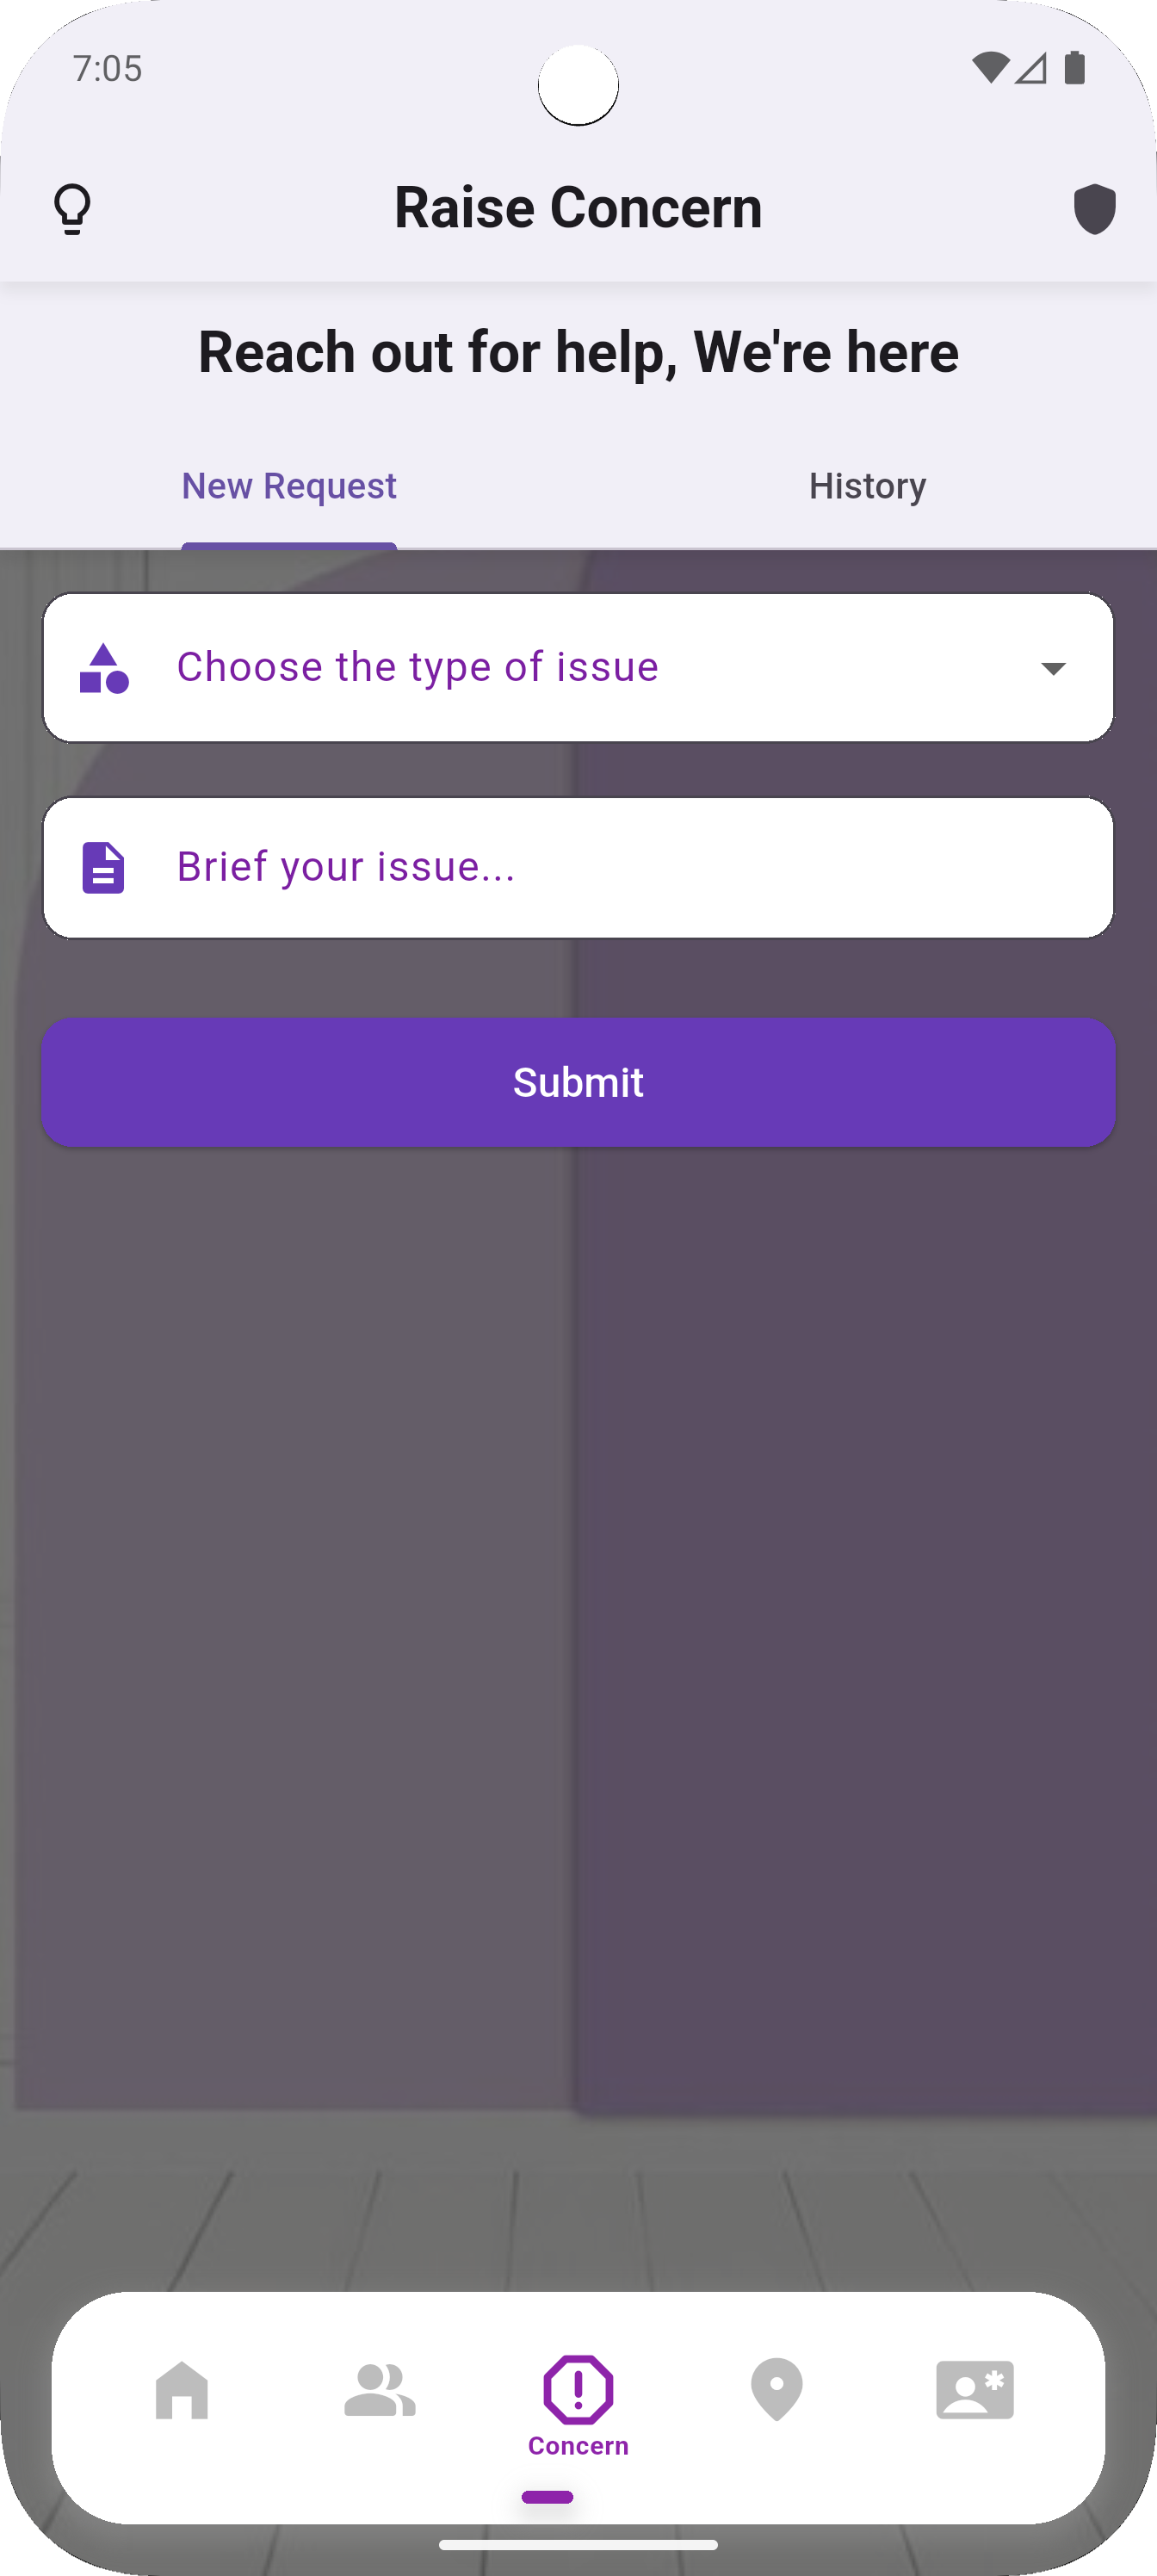 7:05
Raise Concern
Reach out for help, We're here
New Request
History
Choose the type of issue
Brief your issue...
Submit
Concern